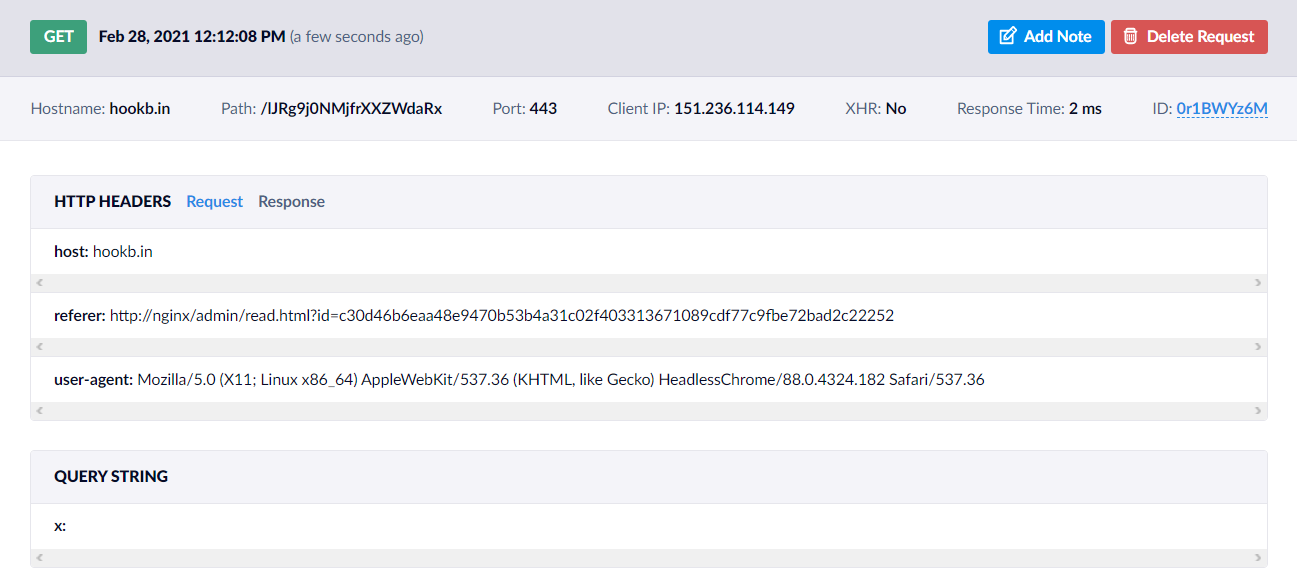 GET Feb 28, 2021 12:12:08 PM (a few seconds ago) Add Note Delete Request
Hostname: hookb.in Path: /lJRg9j0NMjfrXXZWdaRx Port: 443 Client IP: 151.236.114.149 XHR: No Response Time: 2 ms ID: 0r1BWYz6M
HTTP HEADERS Request Response
host: hookb.in
referer: http://nginx/admin/read.html?id=c30d46b6eaa48e9470b53b4a31c02f403313671089cdf77c9fbe72bad2c22252
user-agent: Mozilla/5.0 (X11; Linux x86_64) AppleWebKit/537.36 (KHTML, like Gecko) HeadlessChrome/88.0.4324.182 Safari/537.36
QUERY STRING
x: